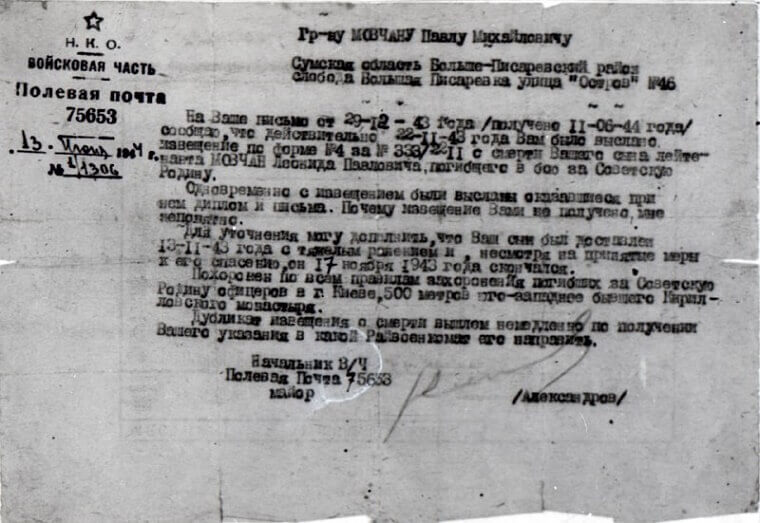 Н. К. О.
ВОЙСКОВАЯ ЧАСТЬ
Полевая почта
75653
13. Июня 1944 г.
№ 1/1306
Гр-ну МОВЧАНУ Павлу Михайловичу
Сумская область Больше-Писаревский район
слобода Большая Писаревка улица "Остров" №46
На Ваше письмо от 29-12 - 43 года /получено 11-06-44 года/
сообщаю, что действительно 22-11-43 года Вам было выслано
извещение по форме №4 за № 333/2211 о смерти Вашего сына лейте-
нанта МОВЧАН Леонида Павловича, погибшего в бою за Советскую
Родину.
Одновременно с извещением были высланы оказавшиеся при
нем диплом и письма. Почему извещение Вами не получено, мне
непонятно.
Для уточнения могу дополнить, что Ваш сын был доставлен
13-11-43 года с тяжелым ранением и , несмотря на принятые меры
к его спасению, он 17 ноября 1943 года скончался.
Похоронен по всем правилам захоронения погибших за Советскую
Родину офицеров в г. Киеве, 500 метров юго-западнее бывшего Кирил-
ловского монастыря.
Дубликат извещения о смерти вышлем немедленно по получении
Вашего указания в какой Райвоенкомат его направить.
Начальник В/Ч
Полевая Почта 75653
майор
/Александров/